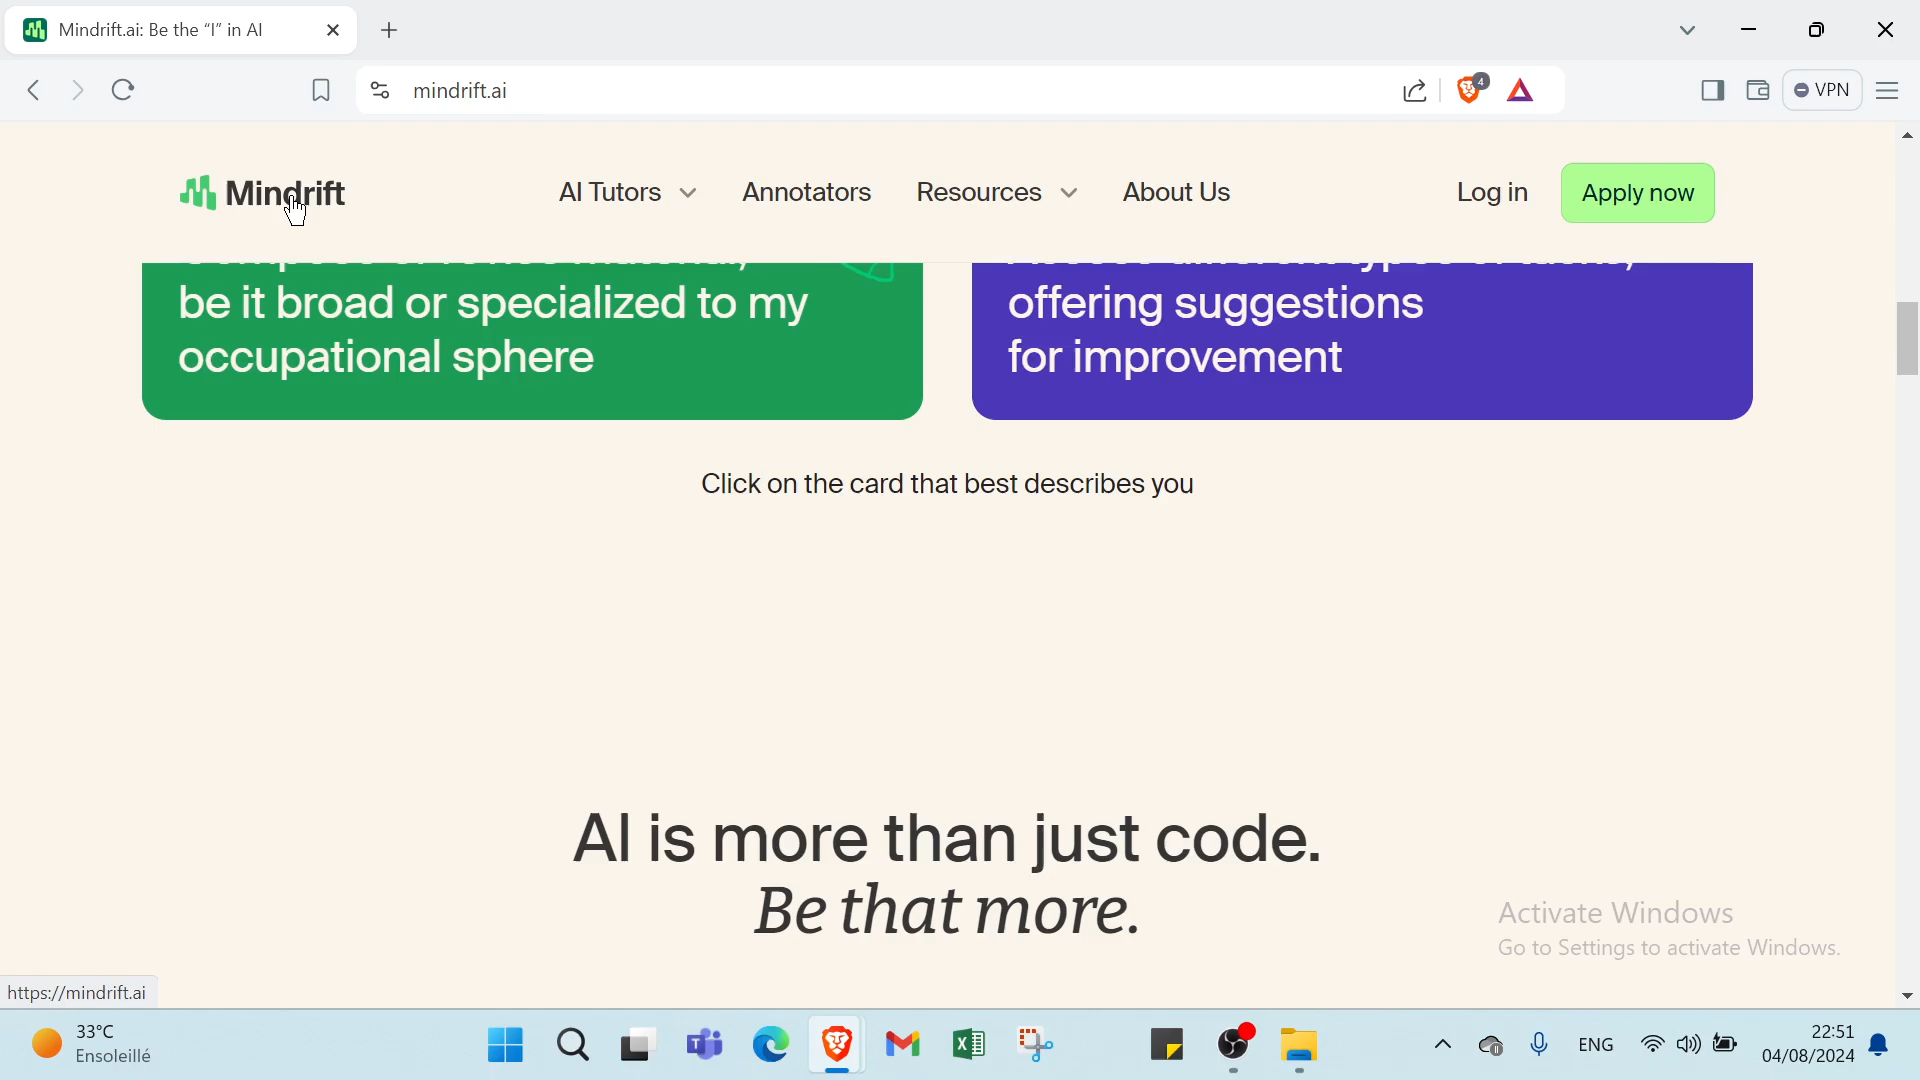 Mindrift.ai: Be the “I” in AI
mindrift.ai
4
VPN
Mindrift
AI Tutors
Annotators
Resources
About Us
Log in
Apply now
be it broad or specialized to my
occupational sphere
offering suggestions
for improvement
Click on the card that best describes you
AI is more than just code.
Be that more.
Activate Windows
Go to Settings to activate Windows.
https://mindrift.ai
33°C
Ensoleillé
ENG
22:51
04/08/2024